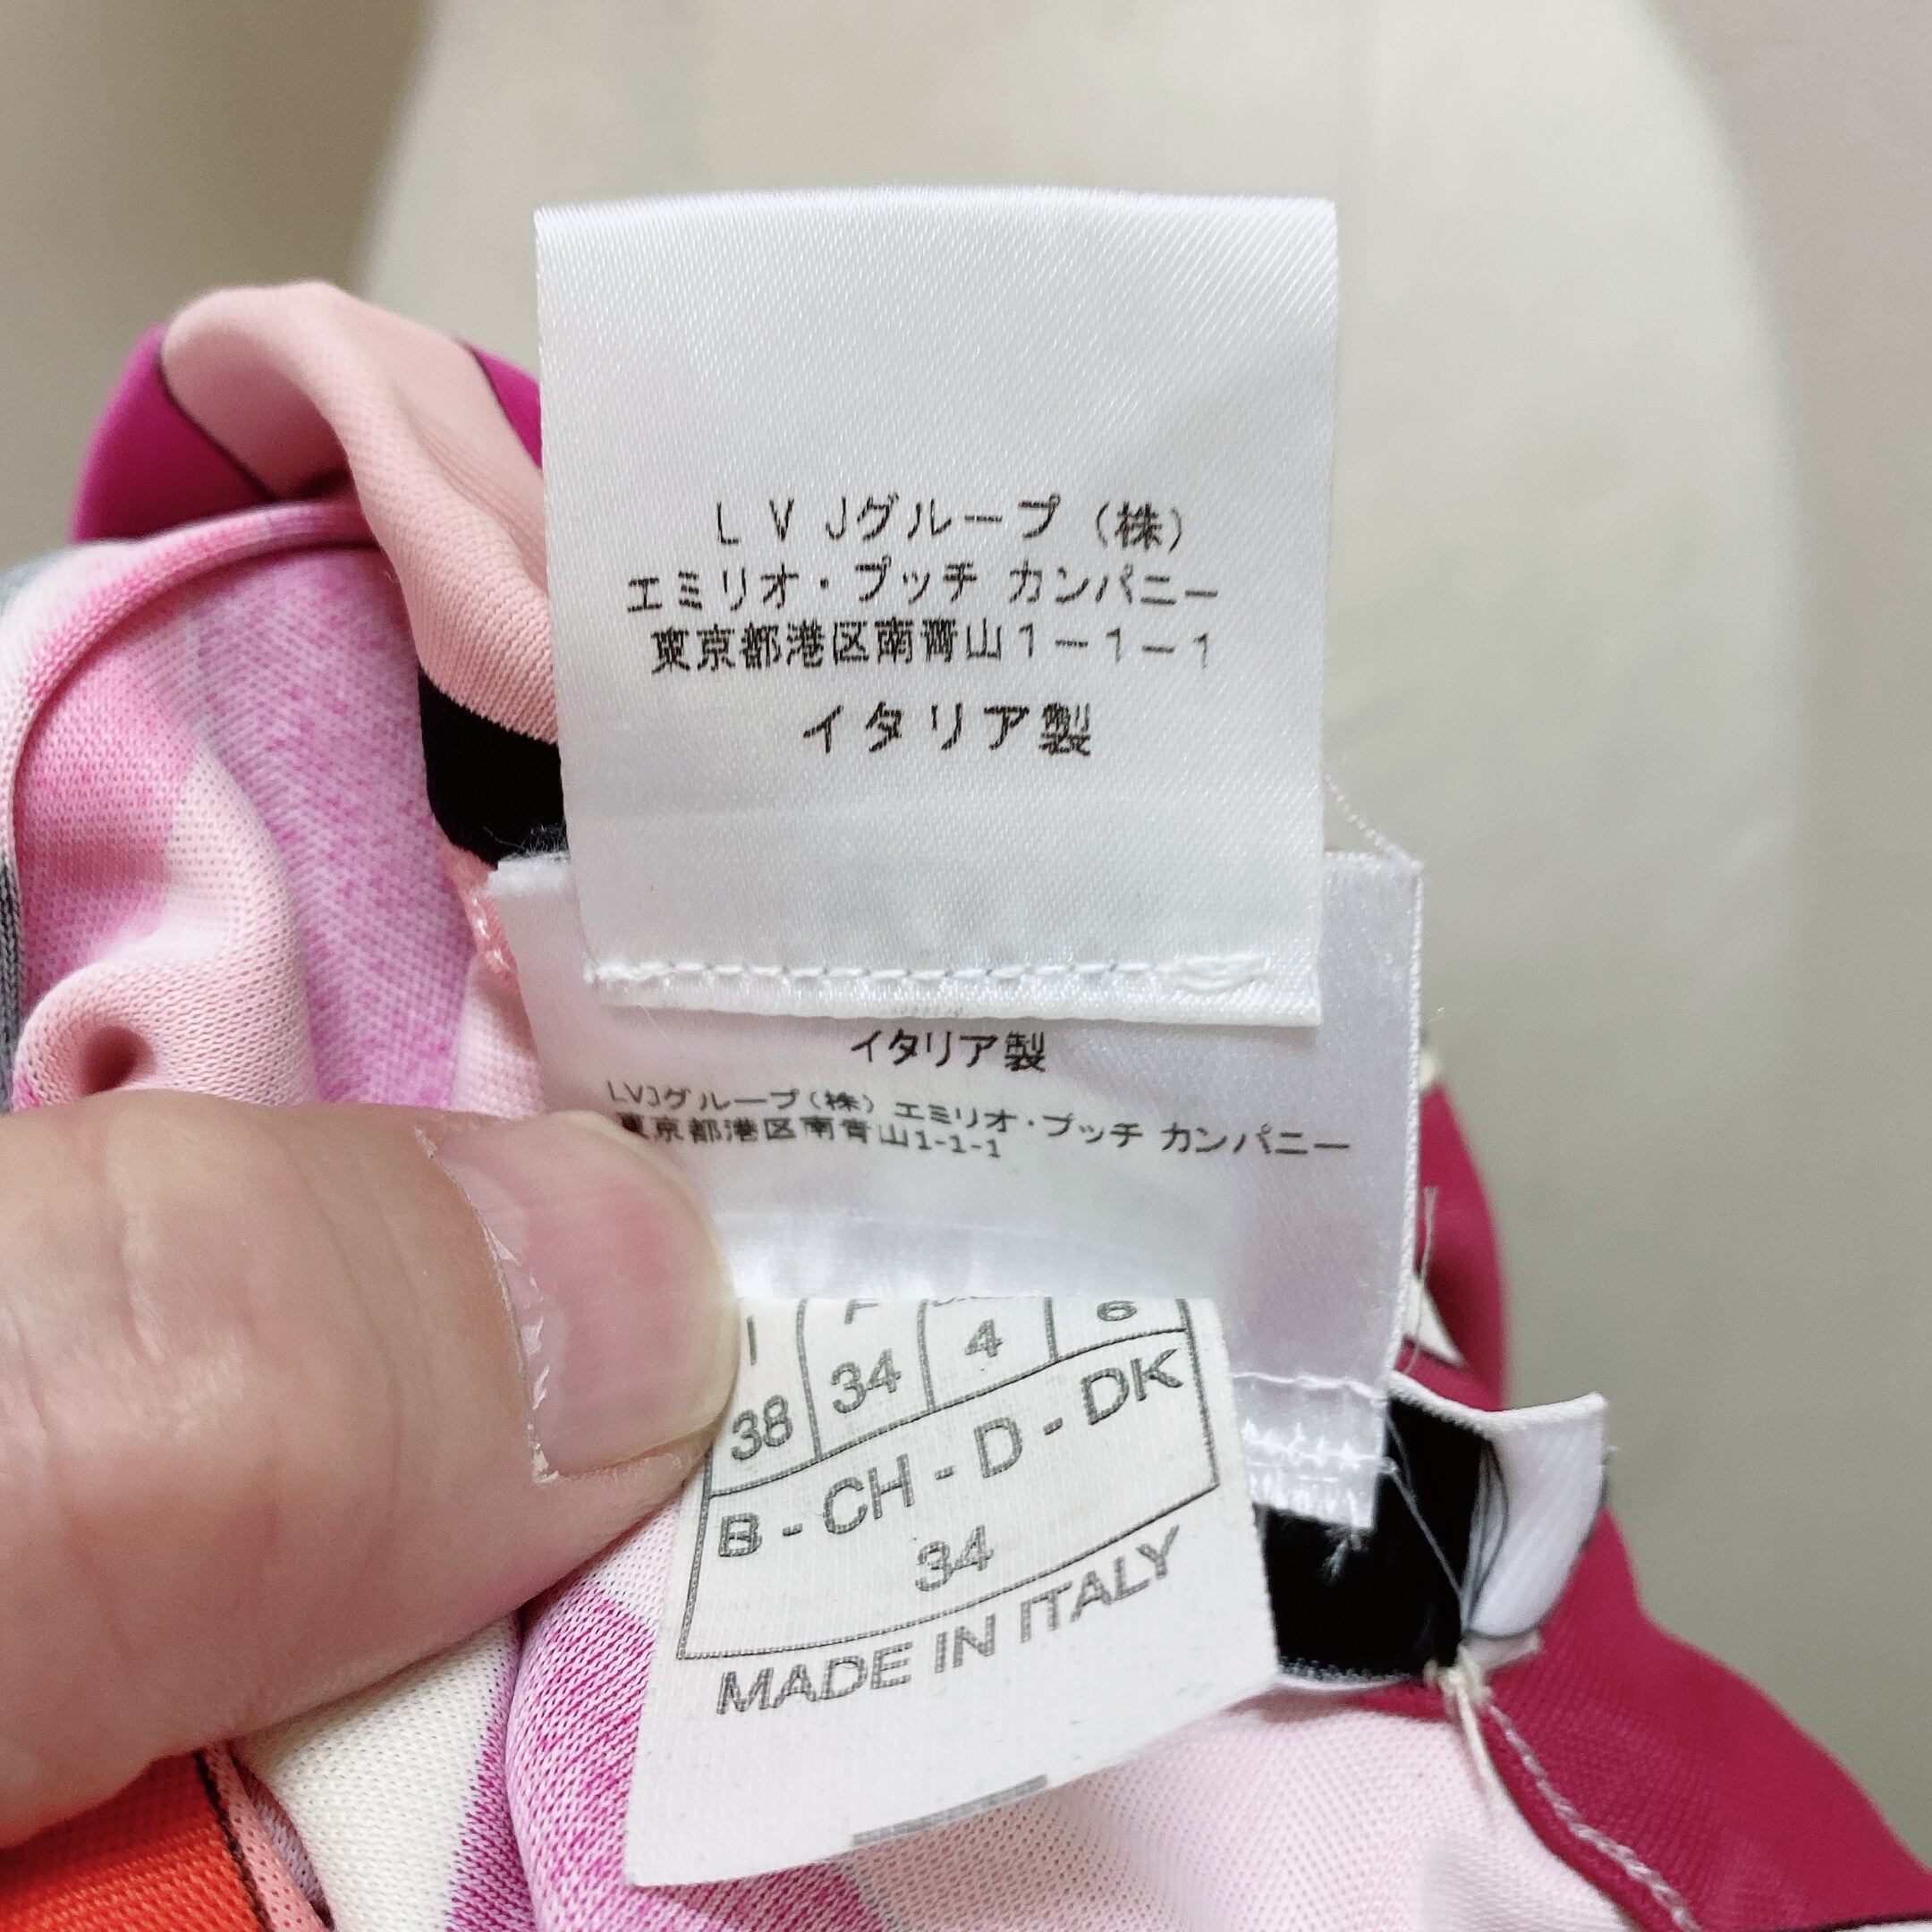 LVJグループ（株）
エミリオ・プッチ カンパニー
東京都港区南青山1-1-1
イタリア製
イタリア製
LVJグループ（株） エミリオ・プッチ カンパニー
東京都港区南青山1-1-1
I F 6
38 34 4
B - CH - D - DK
34
MADE IN ITALY